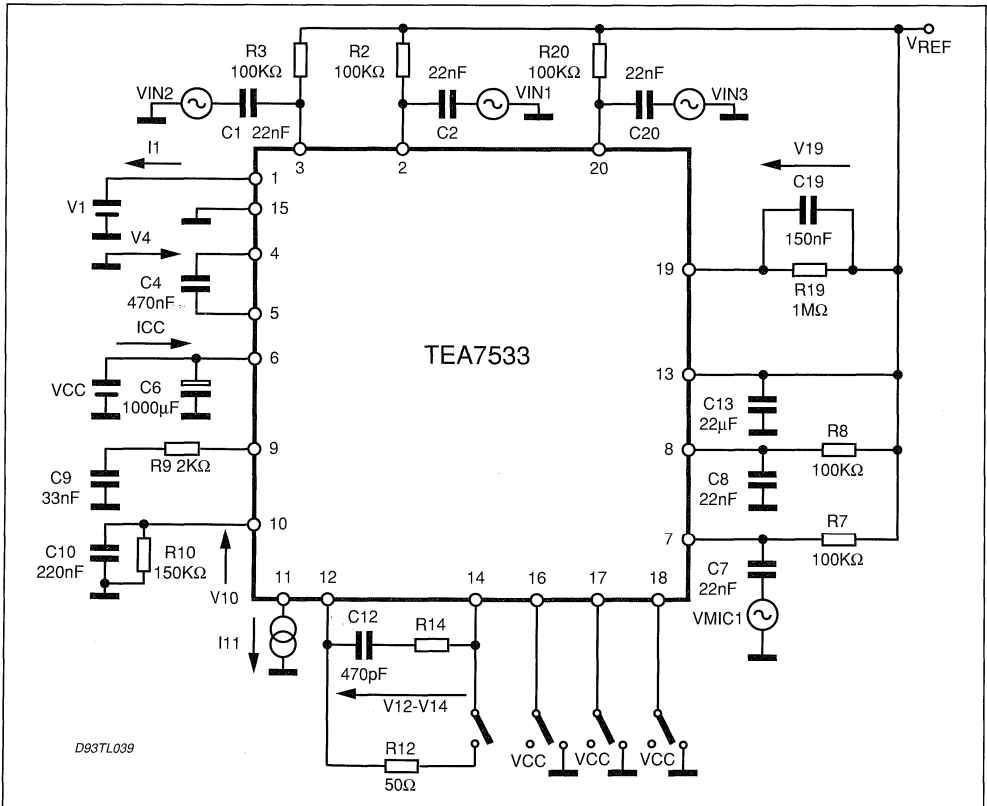 VREF
R3
100KΩ
R2
100KΩ
22nF
R20
100KΩ
22nF
VIN2
VIN1
VIN3
C1 22nF
C2
C20
3
2
20
I1
V1
1
15
V4
4
C4
470nF
5
ICC
VCC
C6
1000µF
6
C9
33nF
R9 2KΩ
9
C10
220nF
R10
150KΩ
10
V10
TEA7533
V19
C19
150nF
19
R19
1MΩ
13
C13
22µF
8
R8
100KΩ
C8
22nF
7
R7
100KΩ
C7
22nF
VMIC1
11
12
14
16
17
18
I11
C12
470pF
R14
V12-V14
R12
50Ω
VCC
VCC
VCC
D93TL039